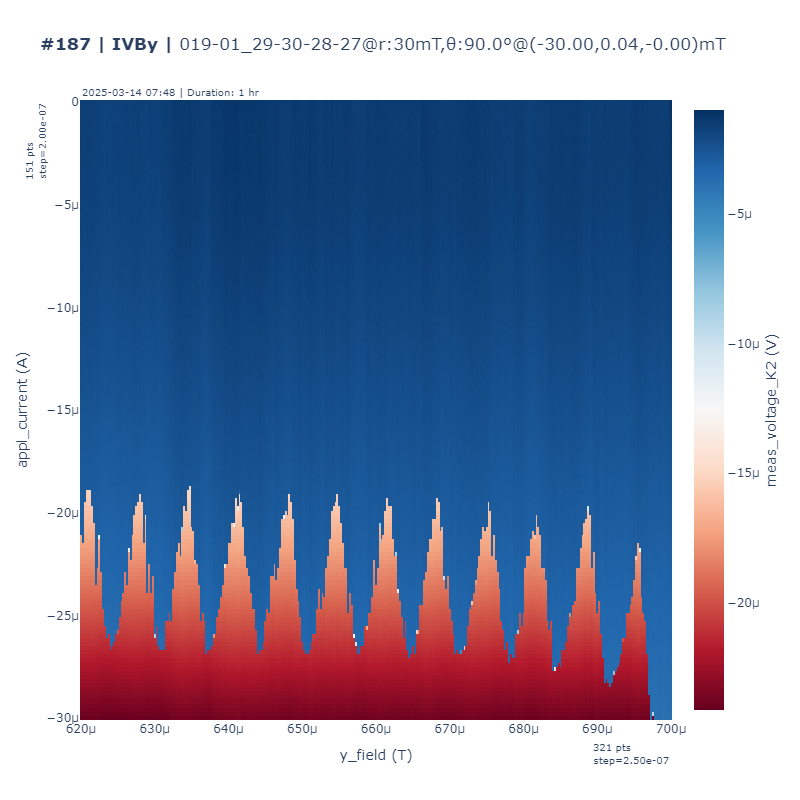 #187 | IVBy | 019-01_29-30-28-27@r:30mT,θ:90.0°@(-30.00,0.04,-0.00)mT
2025-03-14 07:48 | Duration: 1 hr
151 pts
step=2.00e-07
appl_current (A)
0
−5μ
−10μ
−15μ
−20μ
−25μ
−30μ
620μ
630μ
640μ
650μ
660μ
670μ
680μ
690μ
700μ
y_field (T)
321 pts
step=2.50e-07
−5μ
−10μ
−15μ
−20μ
meas_voltage_K2 (V)